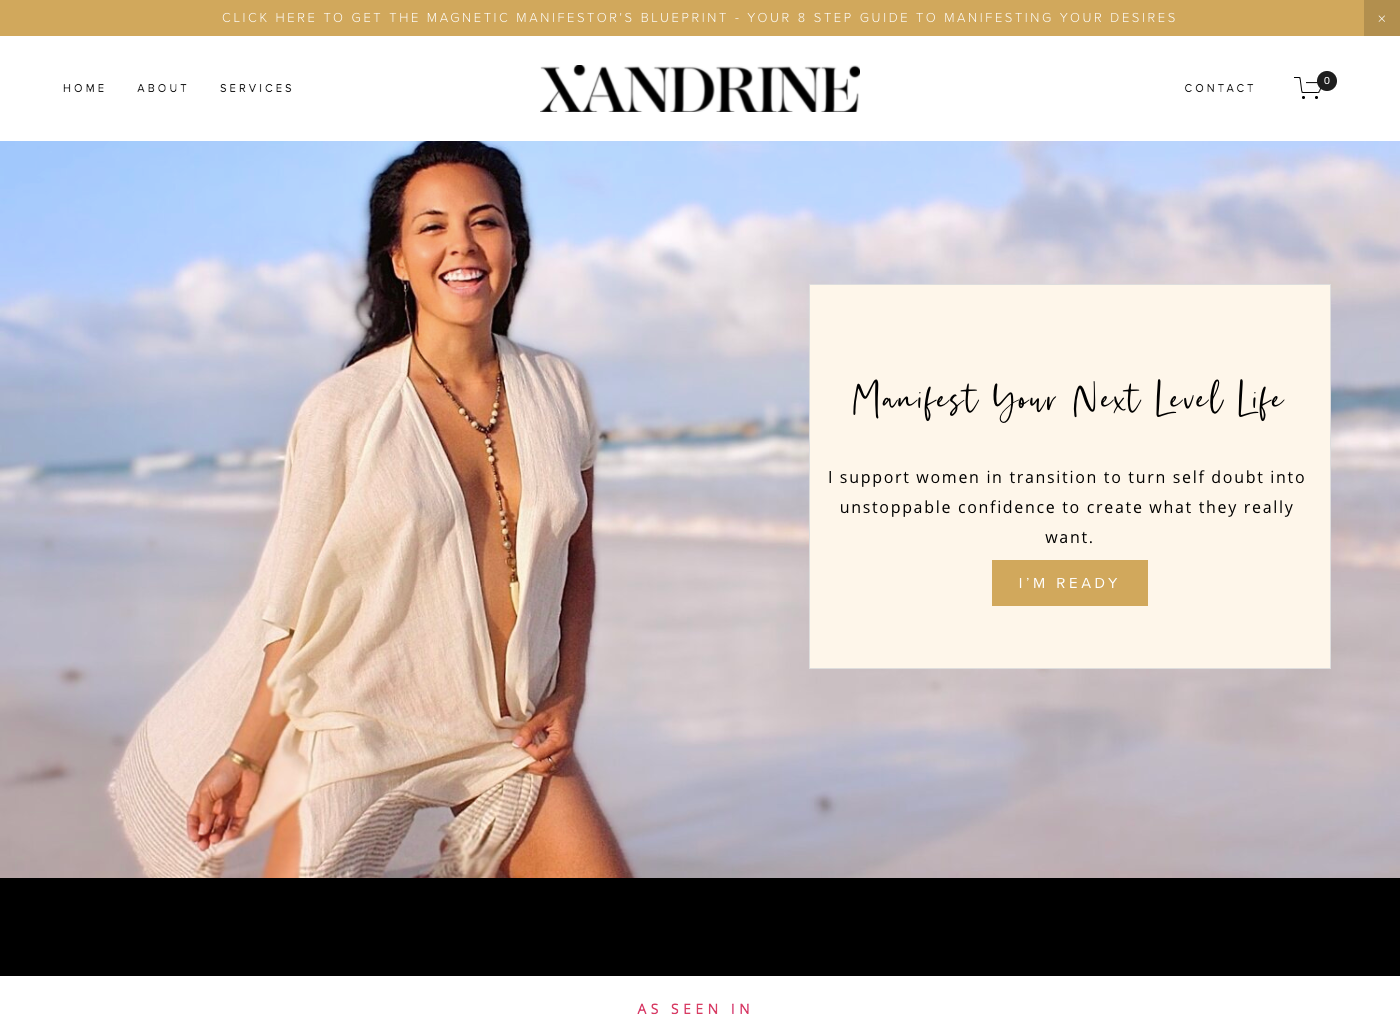 CLICK HERE TO GET THE MAGNETIC MANIFESTOR'S BLUEPRINT - YOUR 8 STEP GUIDE TO MANIFESTING YOUR DESIRES
HOME ABOUT SERVICES
XANDRINE
CONTACT
0
Manifest Your Next Level Life
I support women in transition to turn self doubt into
unstoppable confidence to create what they really
want.
I'M READY
AS SEEN IN